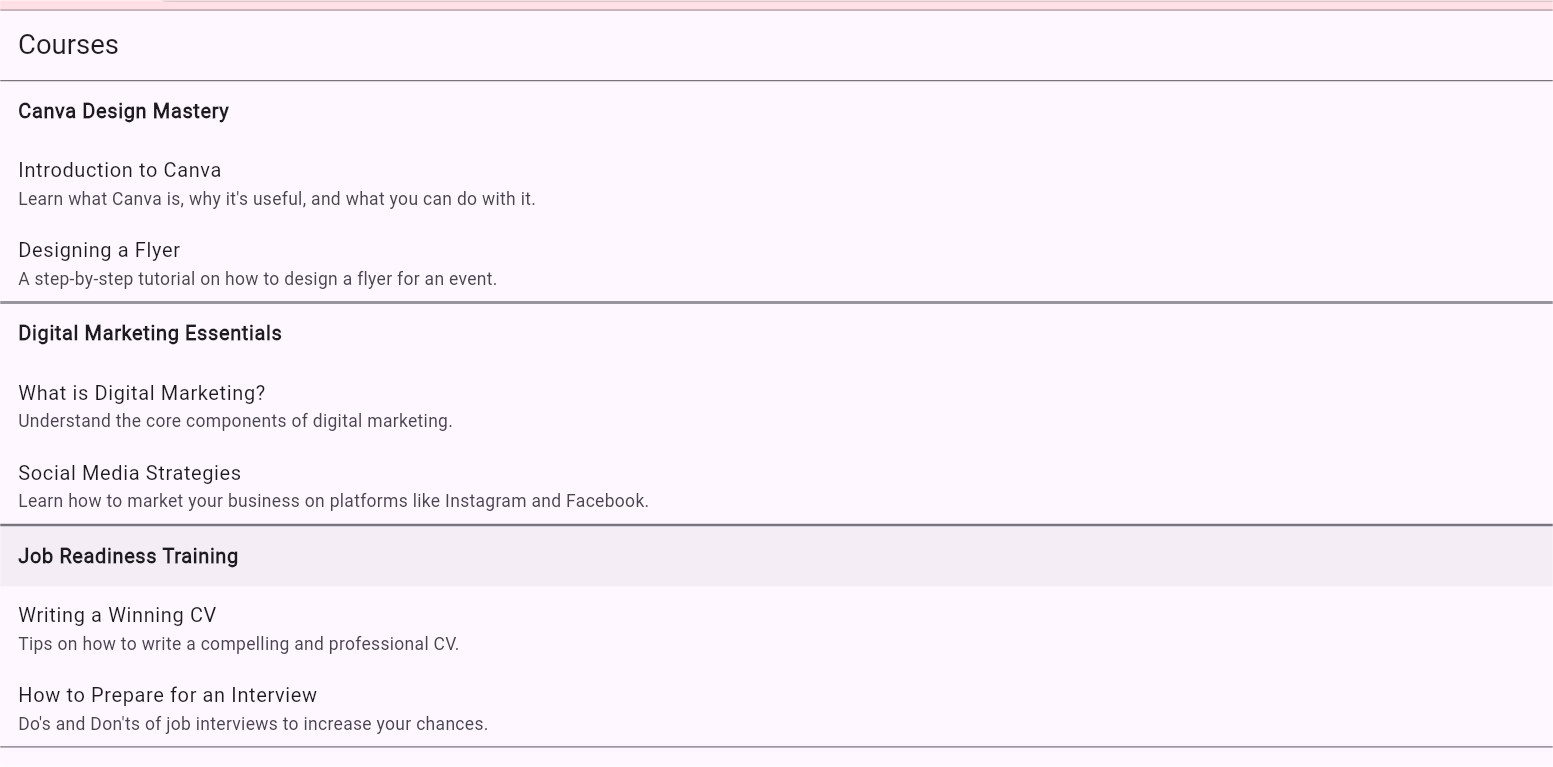 Courses
Canva Design Mastery
Introduction to Canva
Learn what Canva is, why it's useful, and what you can do with it.
Designing a Flyer
A step-by-step tutorial on how to design a flyer for an event.
Digital Marketing Essentials
What is Digital Marketing?
Understand the core components of digital marketing.
Social Media Strategies
Learn how to market your business on platforms like Instagram and Facebook.
Job Readiness Training
Writing a Winning CV
Tips on how to write a compelling and professional CV.
How to Prepare for an Interview
Do's and Don'ts of job interviews to increase your chances.